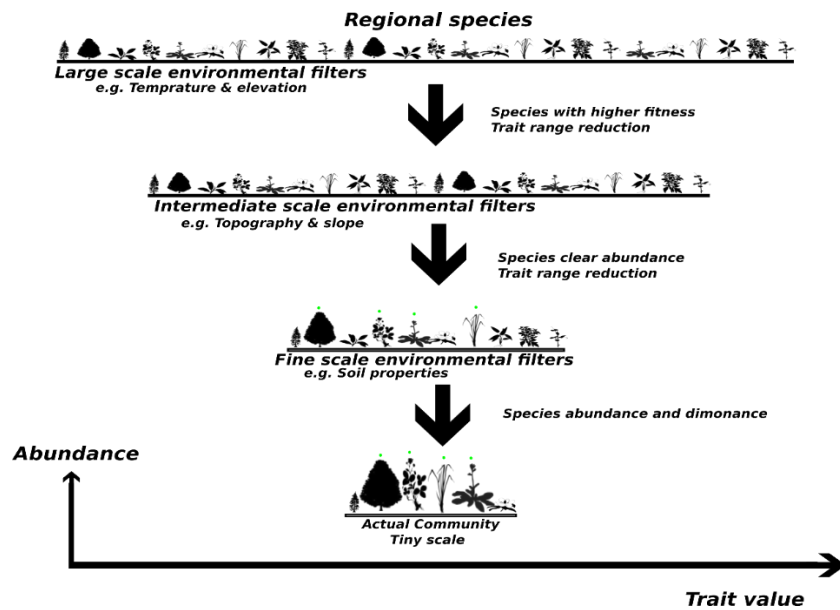 Regional species
Large scale environmental filters
e.g. Temprature & elevation
Species with higher fitness
Trait range reduction
Intermediate scale environmental filters
e.g. Topography & slope
Species clear abundance
Trait range reduction
Fine scale environmental filters
e.g. Soil properties
Species abundance and dimonance
Abundance
Actual Community
Tiny scale
Trait value